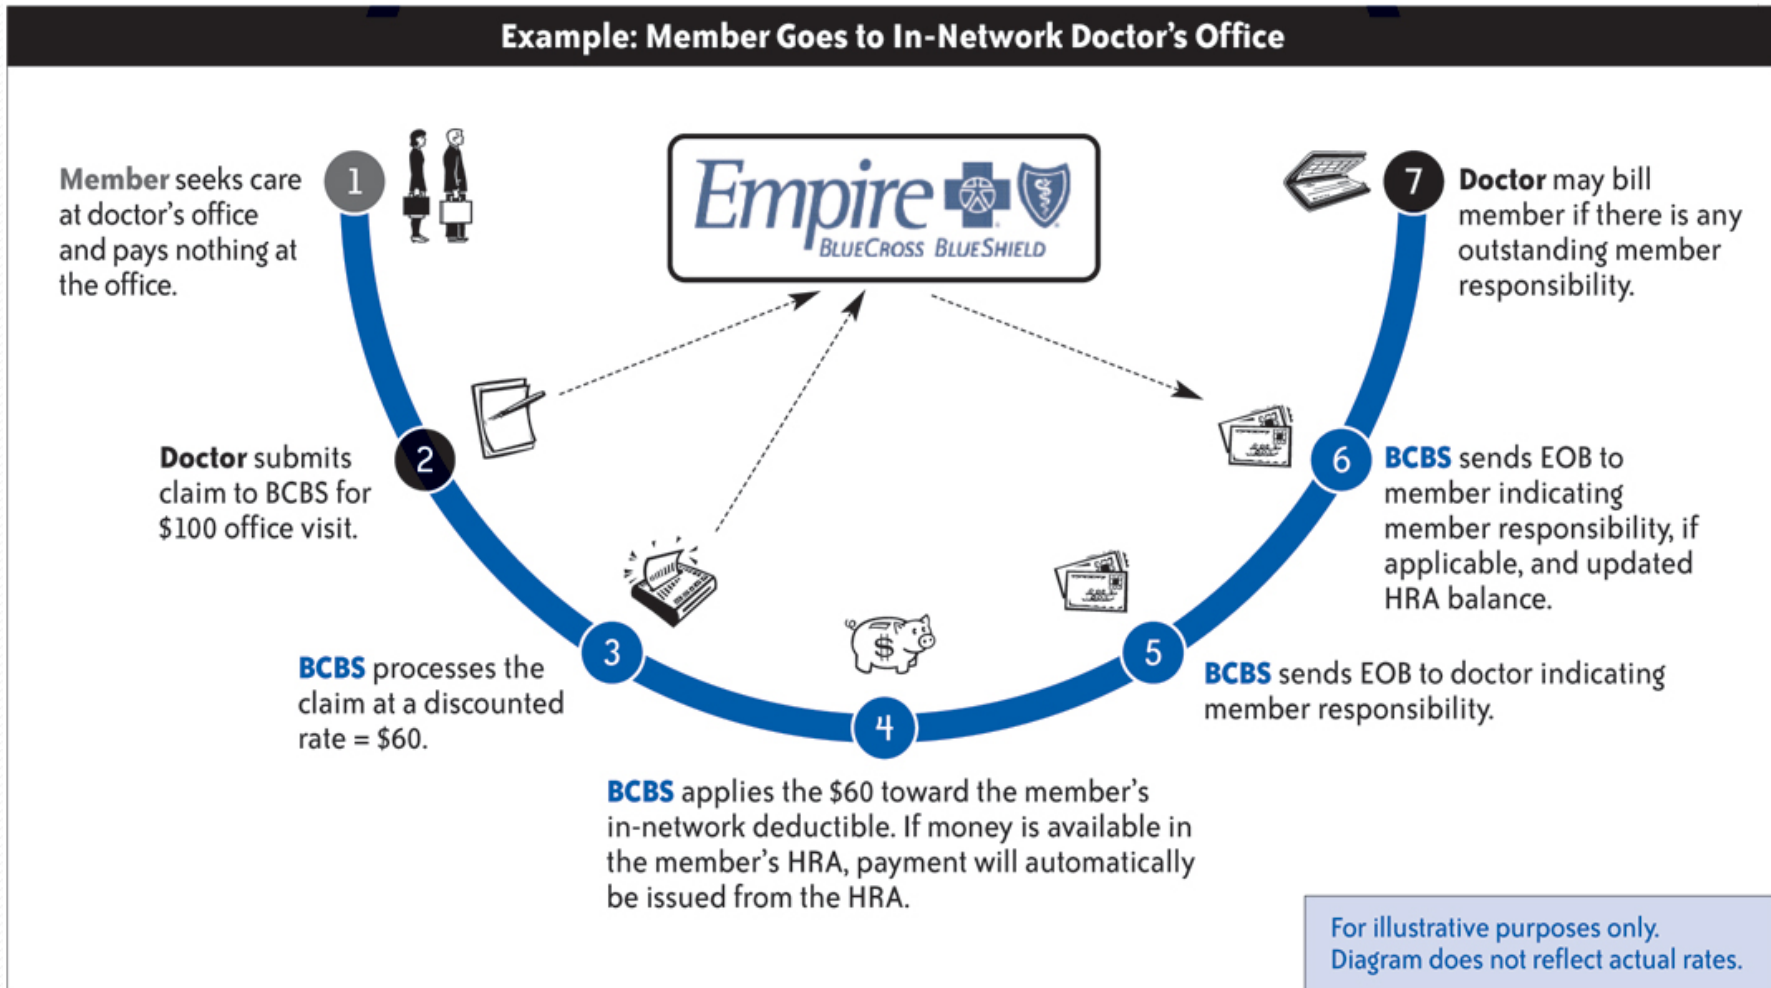 Example: Member Goes to In-Network Doctor's Office
Empire
BLUECROSS BLUESHIELD
1
Member seeks care
at doctor's office
and pays nothing at
the office.
2
Doctor submits
claim to BCBS for
$100 office visit.
3
BCBS processes the
claim at a discounted
rate = $60.
$
4
BCBS applies the $60 toward the member's
in-network deductible. If money is available in
the member's HRA, payment will automatically
be issued from the HRA.
5
BCBS sends EOB to doctor indicating
member responsibility.
6
BCBS sends EOB to
member indicating
member responsibility, if
applicable, and updated
HRA balance.
7
Doctor may bill
member if there is any
outstanding member
responsibility.
For illustrative purposes only.
Diagram does not reflect actual rates.